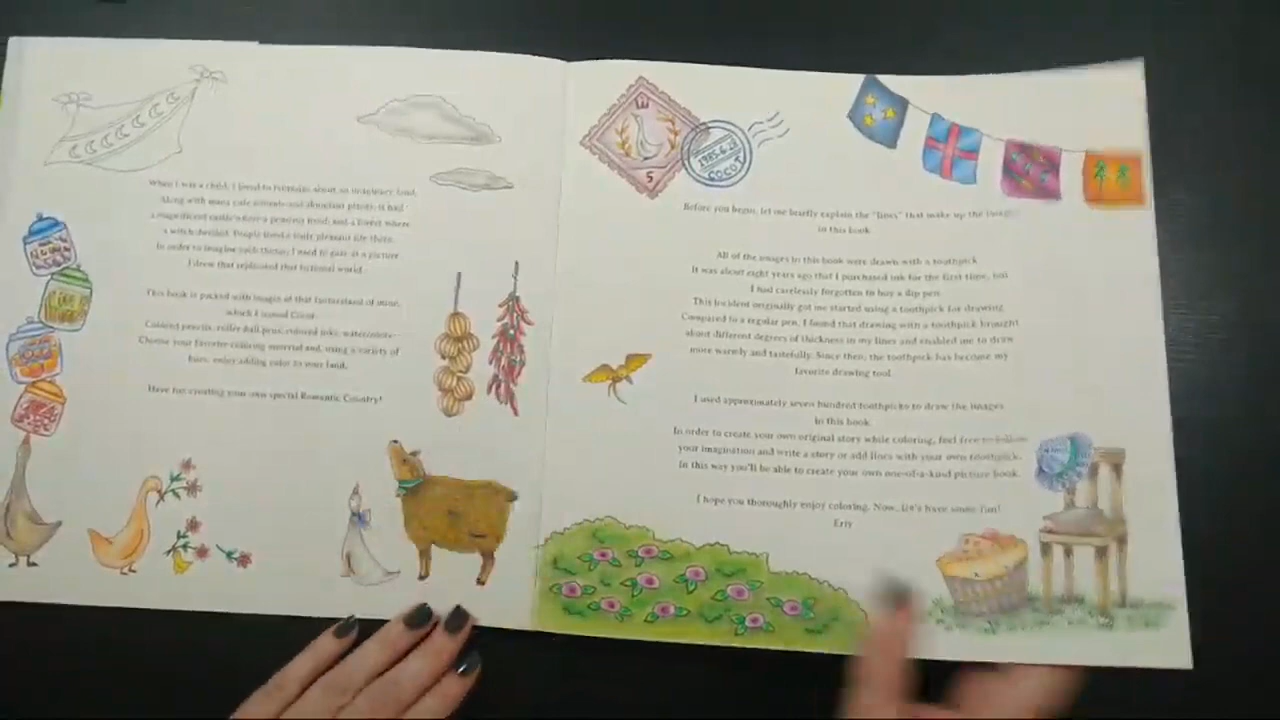 When I was a child, I loved to fantasize about an imaginary land.
Along with many cute animals and abundant plants, it had
a magnificent castle where a princess lived, and a forest where
a witch dwelled. People lived a truly pleasant life there.
In order to imagine such things, I used to gaze at a picture
I drew that replicated that fictional world.
This book is packed with images of that fantasyland of mine,
which I named Cocot.
Colored pencils, roller ball pens, colored inks, watercolors—
Choose your favorite coloring material and, using a variety of
hues, enjoy adding color to your land.
Have fun creating your own special Romantic Country!
W
S
1985.6.28
COCOT
Before you begin, let me briefly explain the "lines" that make up the images
in this book.
All of the images in this book were drawn with a toothpick.
It was about eight years ago that I purchased ink for the first time, but
I had carelessly forgotten to buy a dip pen.
This incident originally got me started using a toothpick for drawing.
Compared to a regular pen, I found that drawing with a toothpick brought
about different degrees of thickness in my lines and enabled me to draw
more warmly and tastefully. Since then, the toothpick has become my
favorite drawing tool.
I used approximately seven hundred toothpicks to draw the images
in this book.
In order to create your own original story while coloring, feel free to follow
your imagination and write a story or add lines with your own toothpick.
In this way you'll be able to create your own one-of-a-kind picture book.
I hope you thoroughly enjoy coloring. Now, let's have some fun!
Eriy